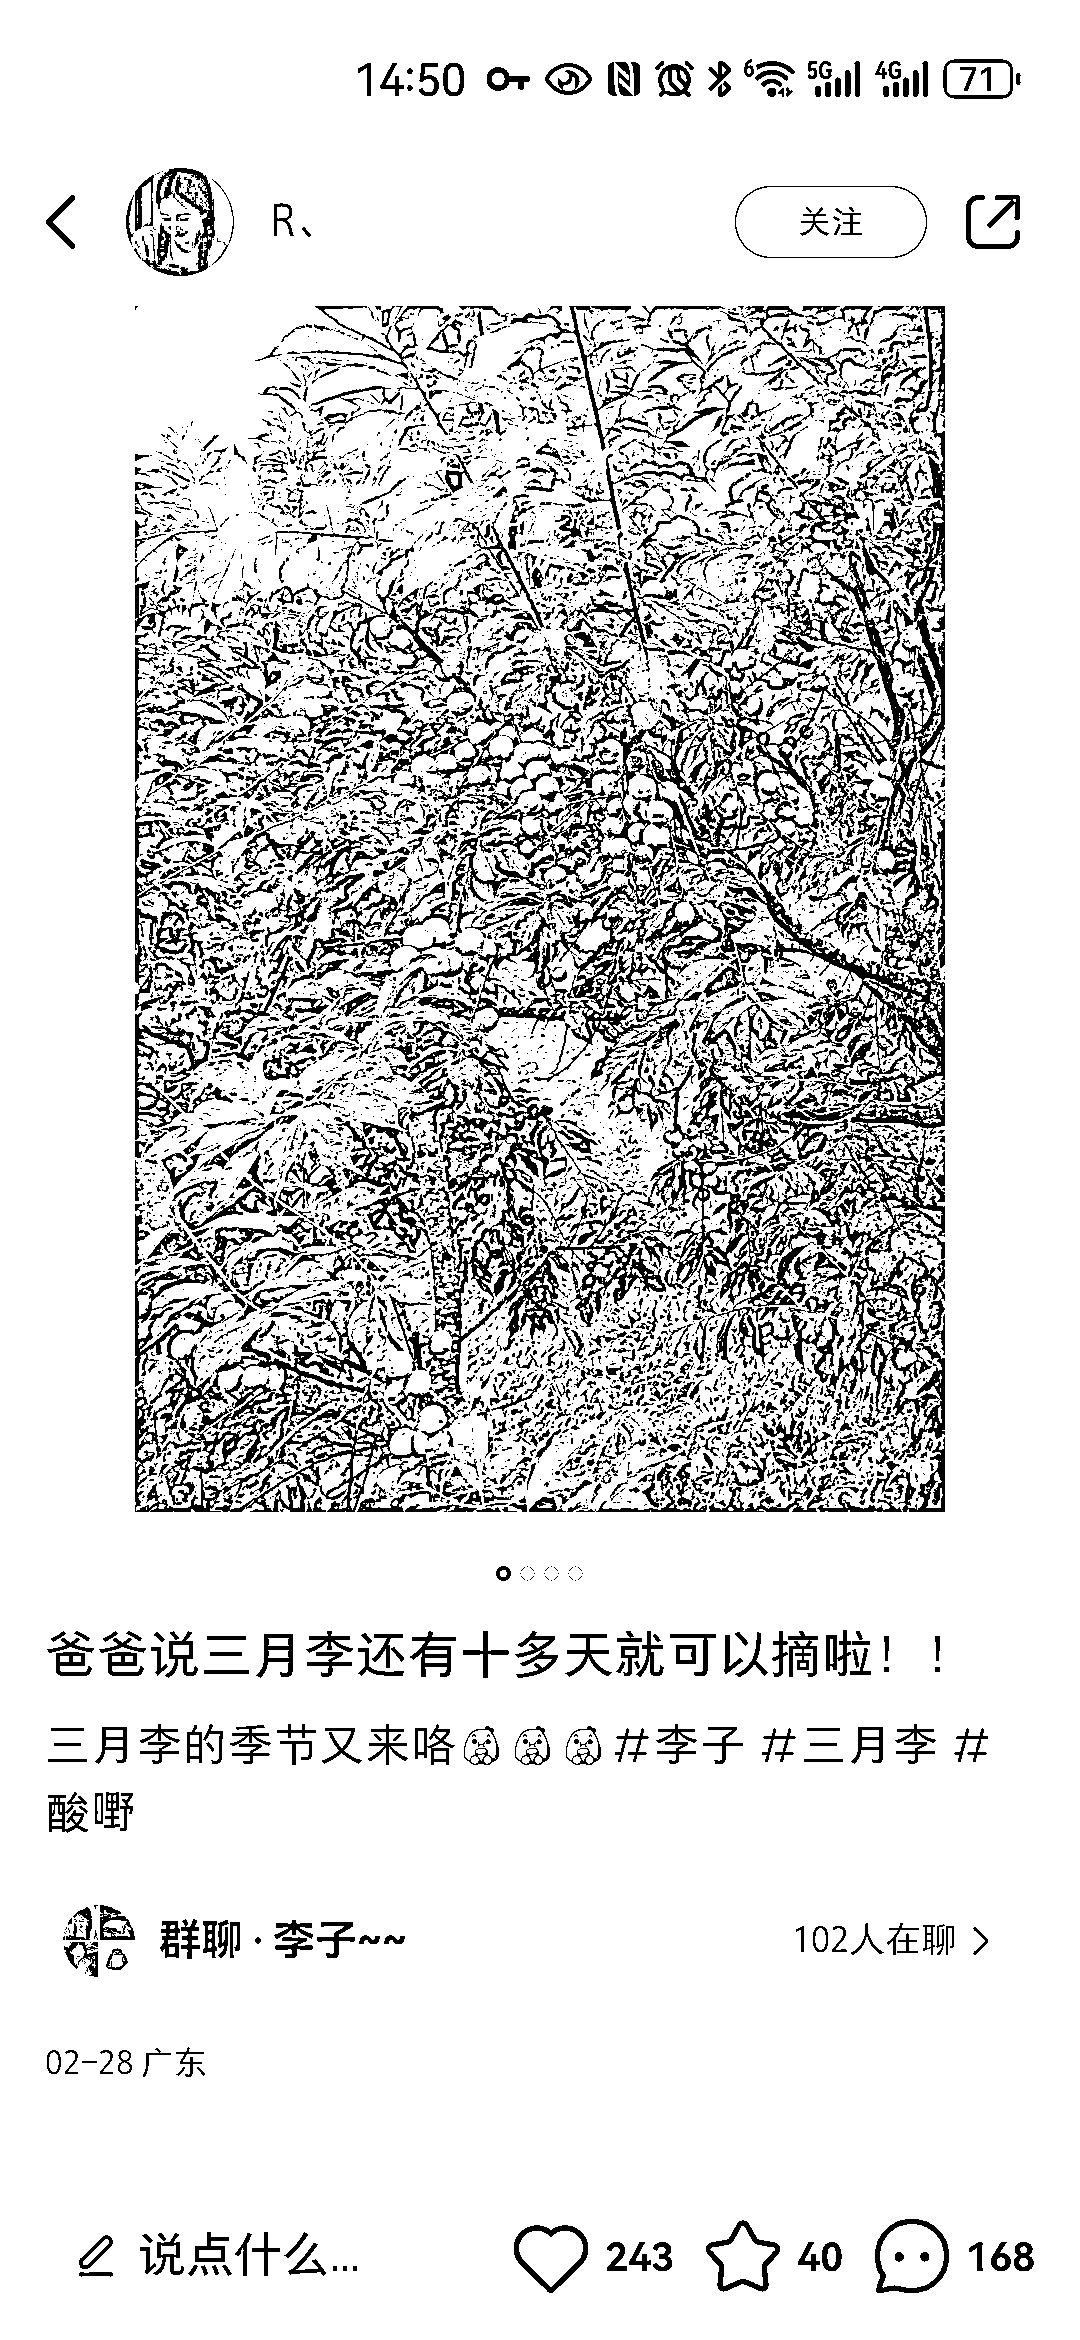 14:50 6 5G 4G 71
R、 关注
爸爸说三月李还有十多天就可以摘啦！！
三月李的季节又来咯 #李子 #三月李 #
酸嘢
群聊·李子~~ 102人在聊
02-28 广东
说点什么... 243 40 168